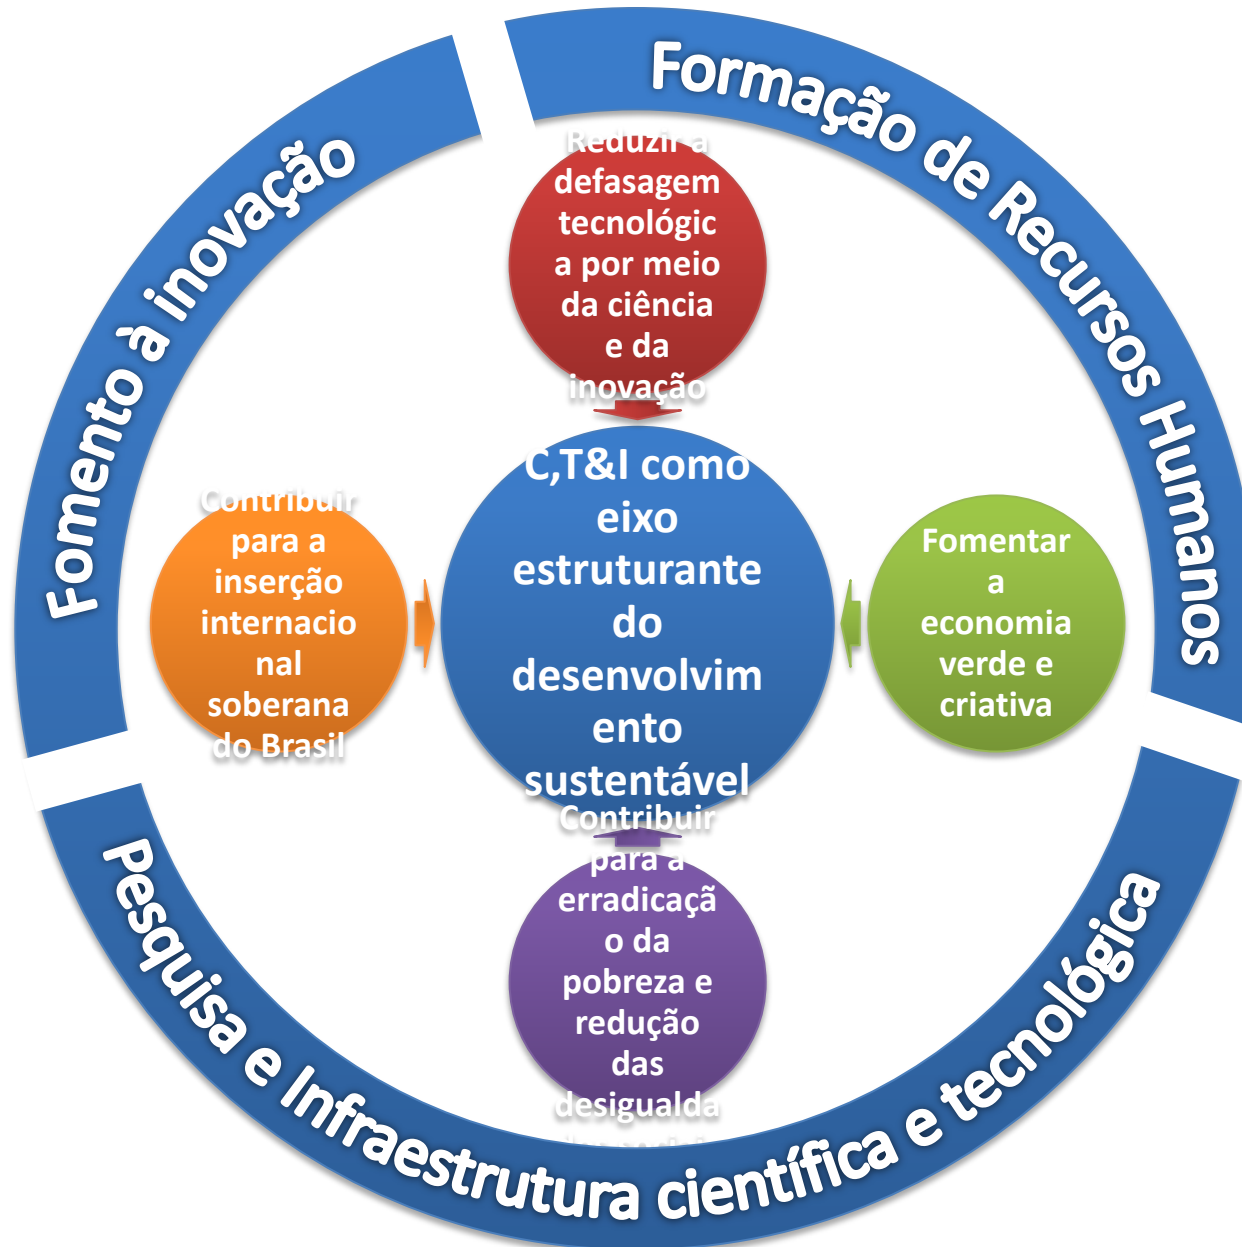 Formação de Recursos Humanos
Fomento à inovação
Reduzir a
defasagem
tecnológic
a por meio
da ciência
e da
inovação
Contribuir
para a
inserção
internacio
nal
soberana
do Brasil
C,T&I como
eixo
estruturante
do
desenvolvim
ento
sustentável
Fomentar
a
economia
verde e
criativa
Contribuir
para a
erradicaçã
o da
pobreza e
redução
das
desigualda
Pesquisa e Infraestrutura científica e tecnológica